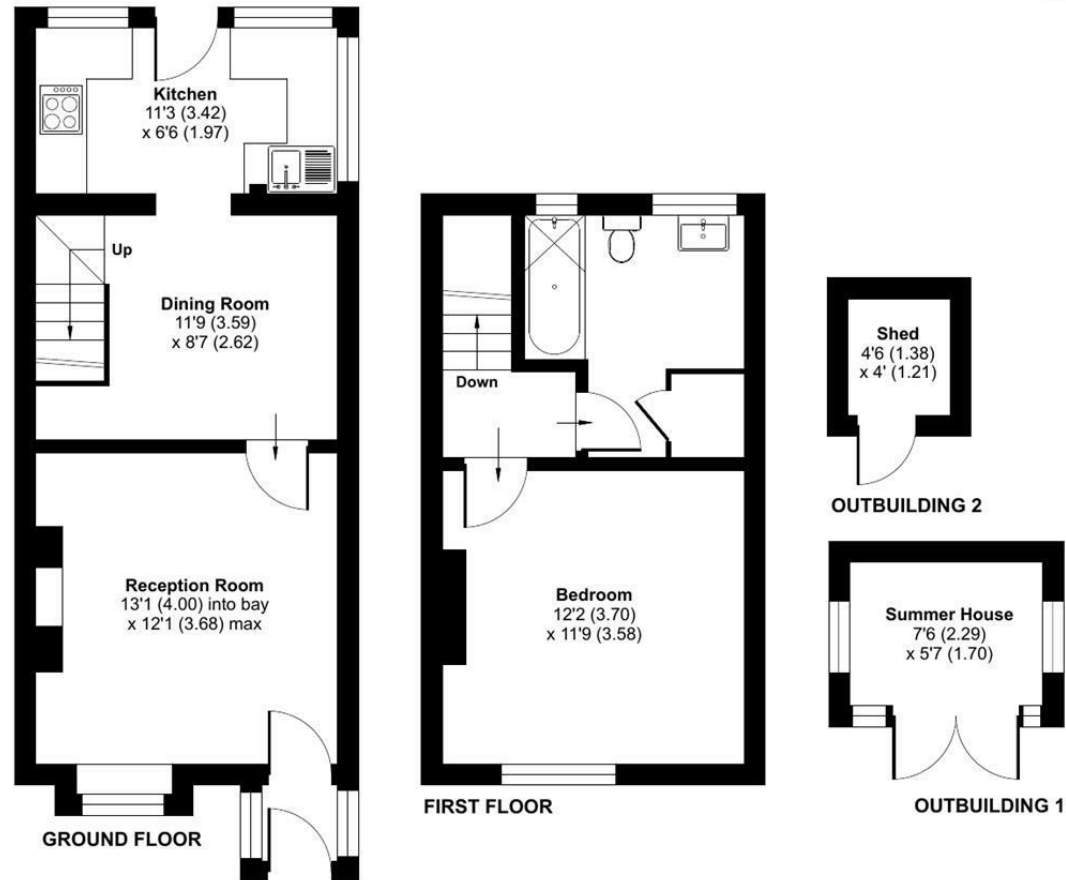 Kitchen
11'3 (3.42)
x 6'6 (1.97)
Up
Dining Room
11'9 (3.59)
x 8'7 (2.62)
Reception Room
13'1 (4.00) into bay
x 12'1 (3.68) max
GROUND FLOOR
Down
Bedroom
12'2 (3.70)
x 11'9 (3.58)
FIRST FLOOR
Shed
4'6 (1.38)
x 4' (1.21)
OUTBUILDING 2
Summer House
7'6 (2.29)
x 5'7 (1.70)
OUTBUILDING 1